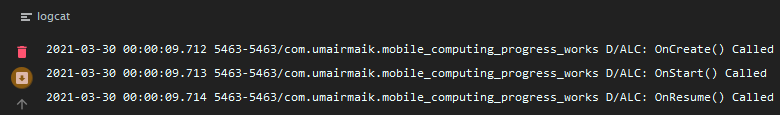 logcat
2021-03-30 00:00:09.712 5463-5463/com.umairmaik.mobile_computing_progress_works D/ALC: OnCreate() Called
2021-03-30 00:00:09.713 5463-5463/com.umairmaik.mobile_computing_progress_works D/ALC: OnStart() Called
2021-03-30 00:00:09.714 5463-5463/com.umairmaik.mobile_computing_progress_works D/ALC: OnResume() Called